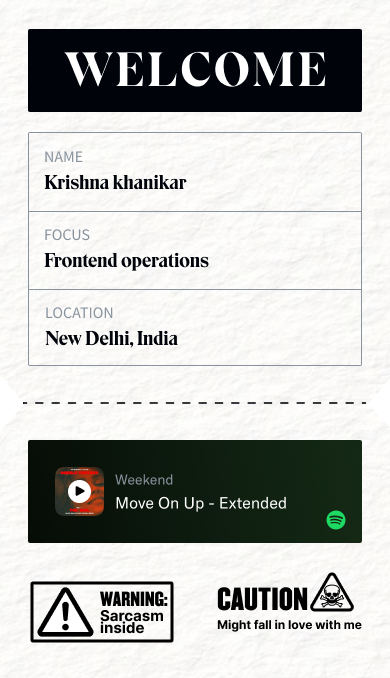 WELCOME
NAME
Krishna khanikar
FOCUS
Frontend operations
LOCATION
New Delhi, India
Weekend
Move On Up - Extended
WARNING:
Sarcasm
inside
CAUTION
Might fall in love with me